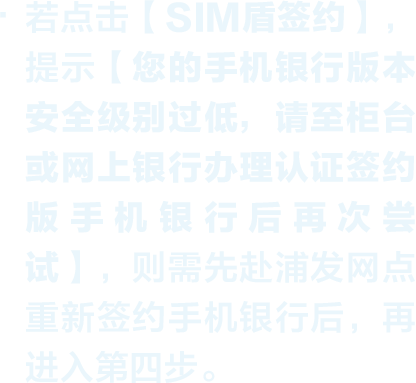 · 若点击【SIM盾签约】，
提示【您的手机银行版本
安全级别过低，请至柜台
或网上银行办理认证签约
版手机银行后再次尝
试】，则需先赴浦发网点
重新签约手机银行后，再
进入第四步。